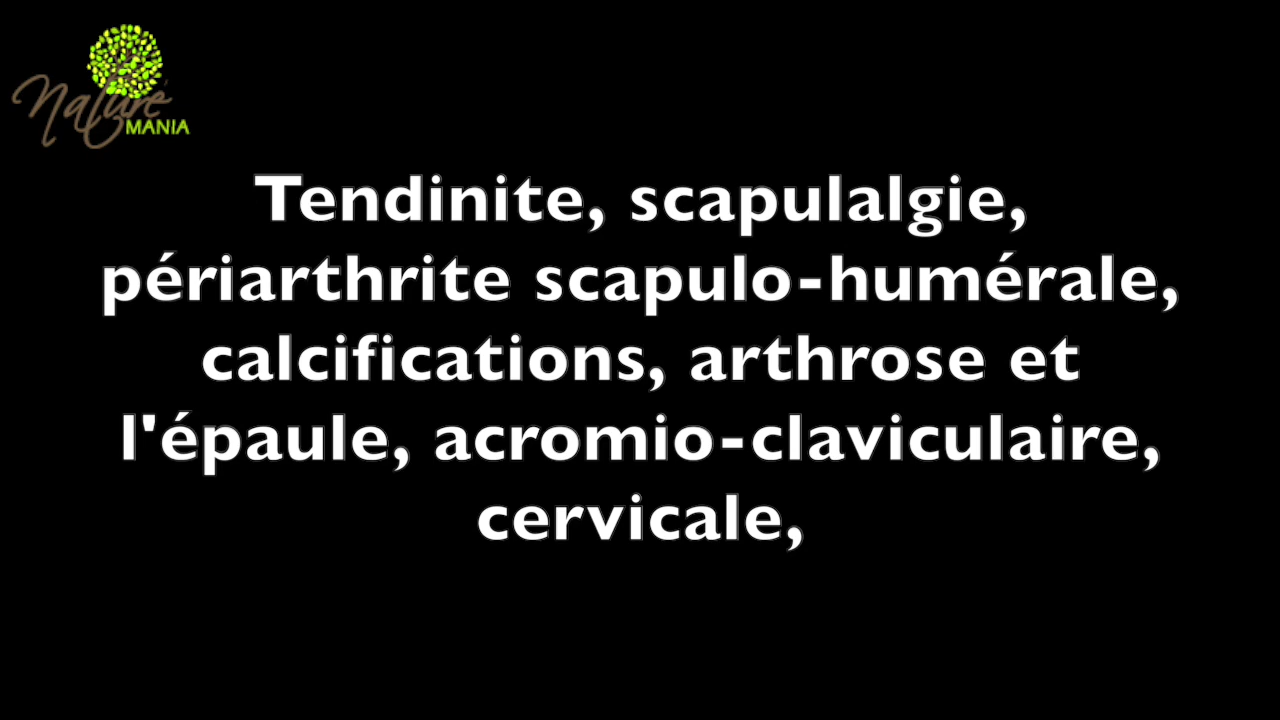 Nature
MANIA
Tendinite, scapulalgie,
périarthrite scapulo-humérale,
calcifications, arthrose et
l'épaule, acromio-claviculaire,
cervicale,